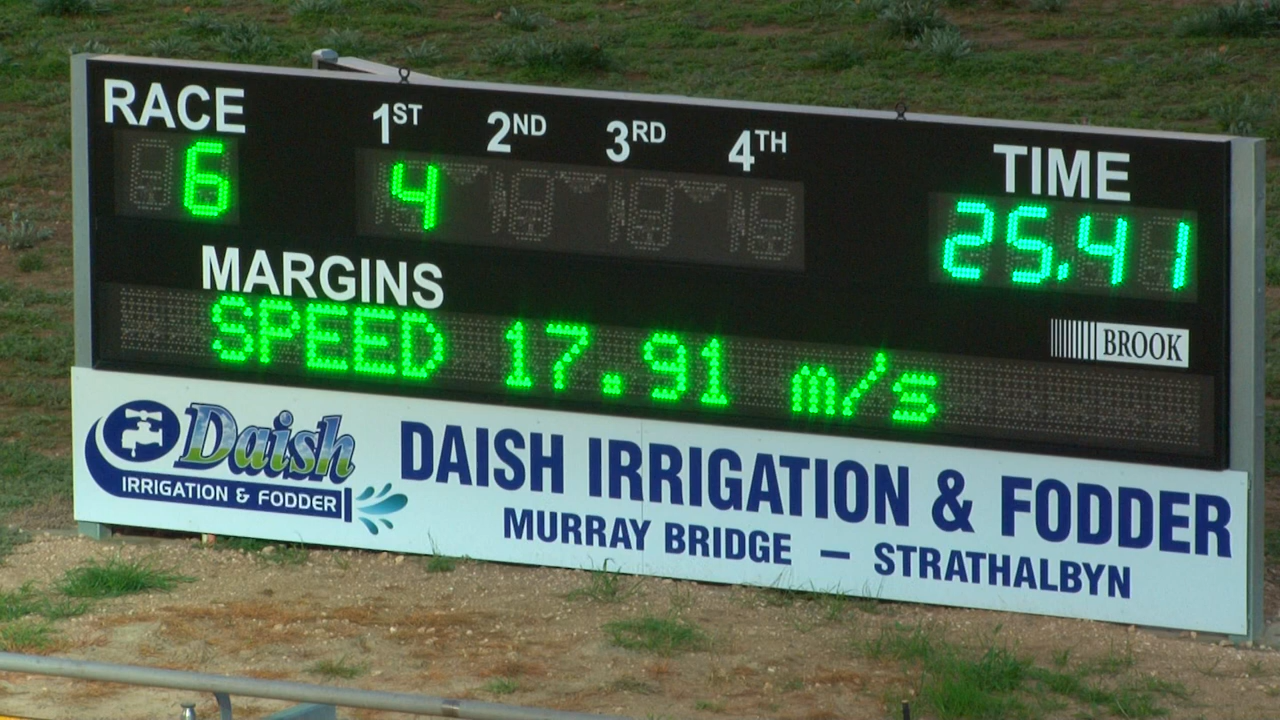 RACE 1ST 2ND 3RD 4TH TIME
6 4 25.41
MARGINS
SPEED 17.91 m/s
BROOK
Daish
IRRIGATION & FODDER
DAISH IRRIGATION & FODDER
MURRAY BRIDGE — STRATHALBYN